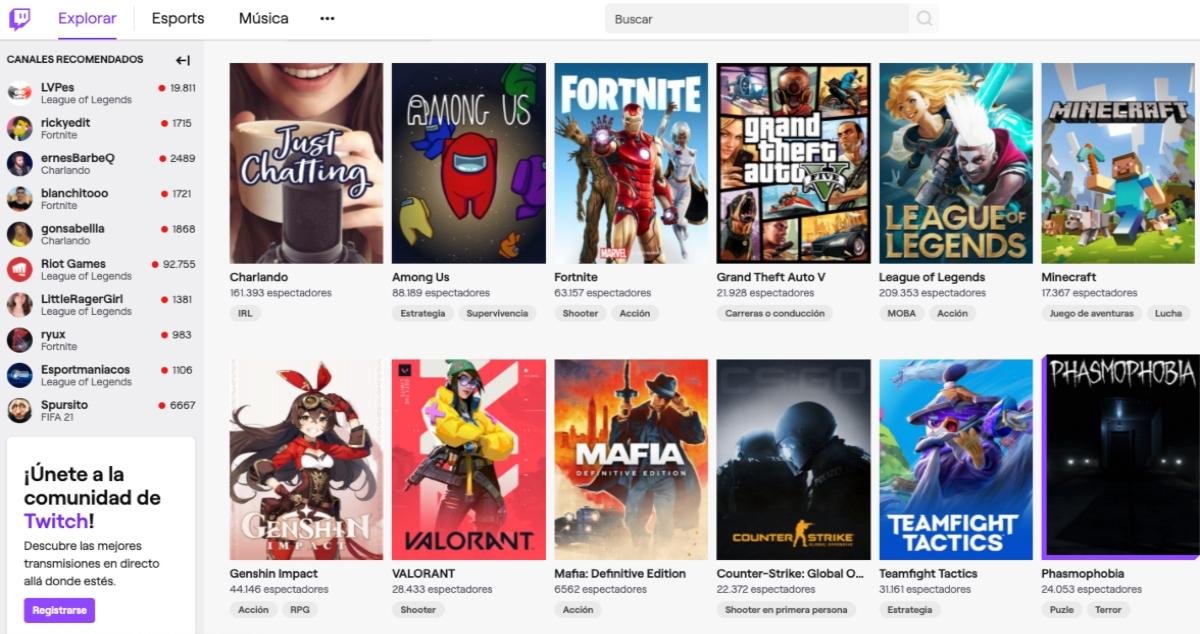 Explorar
Esports
Música
Buscar
CANALES RECOMENDADOS
LVPes
19.811
League of Legends
rickyedit
1715
Fortnite
ernesBarbeQ
2489
Charlando
blanchitooo
1721
Fortnite
gonsabellla
1868
Charlando
Riot Games
92.755
League of Legends
LittleRagerGirl
1381
League of Legends
ryux
983
Fortnite
Esportmaniacos
1106
League of Legends
Spursito
6667
FIFA 21
¡Únete a la
comunidad de
Twitch!
Descubre las mejores
transmisiones en directo
allá donde estés.
Registrarse
Just
Chatting
AMONG US
FORTNITE
MARVEL
grand
theft
auto V
FIVE
LEAGUE OF
LEGENDS
MINECRAFT
Charlando
161.393 espectadores
IRL
Among Us
88.189 espectadores
Estrategia
Supervivencia
Fortnite
63.157 espectadores
Shooter
Acción
Grand Theft Auto V
21.928 espectadores
Carreras o conducción
League of Legends
209.353 espectadores
MOBA
Acción
Minecraft
17.367 espectadores
Juego de aventuras
Lucha
GENSHIN
IMPACT
VALORANT
MAFIA
DEFINITIVE EDITION
CSGO
POLIZEI
COUNTER STRIKE
GLOBAL OFFENSIVE
TEAMFIGHT
TACTICS
PHASMOPHOBIA
Genshin Impact
44.146 espectadores
Acción
RPG
VALORANT
28.433 espectadores
Shooter
Mafia: Definitive Edition
6562 espectadores
Acción
Counter-Strike: Global O...
22.372 espectadores
Shooter en primera persona
Teamfight Tactics
31.161 espectadores
Estrategia
Phasmophobia
24.053 espectadores
Puzle
Terror